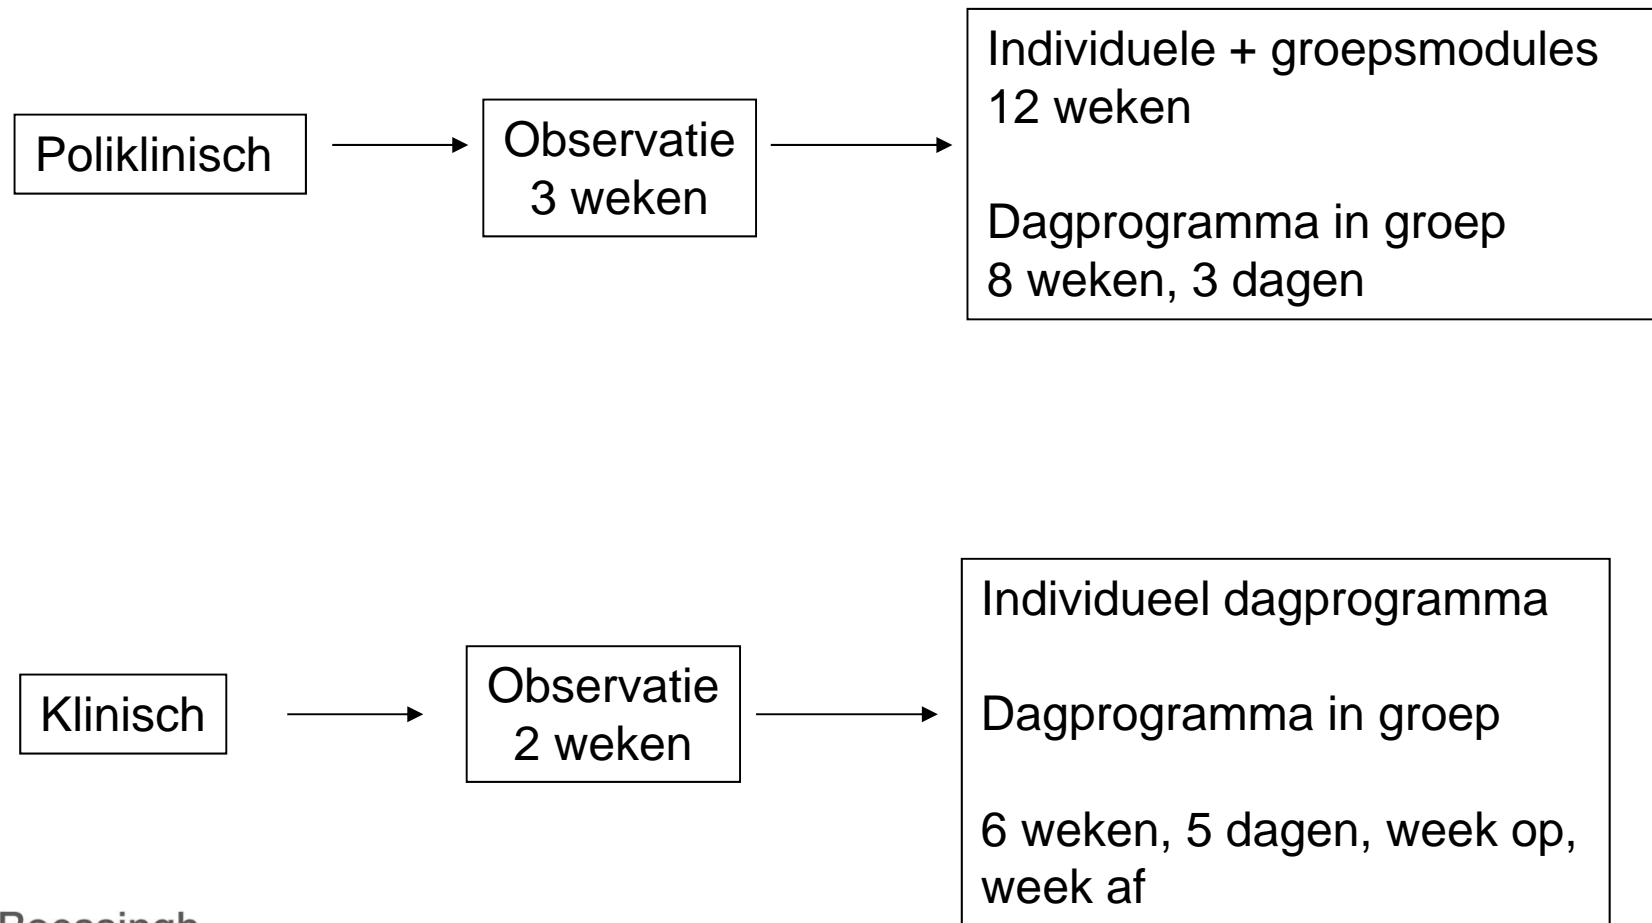 Poliklinisch
Observatie
3 weken
Individuele + groepsmodules
12 weken
Dagprogramma in groep
8 weken, 3 dagen
Klinisch
Observatie
2 weken
Individueel dagprogramma
Dagprogramma in groep
6 weken, 5 dagen, week op,
week af